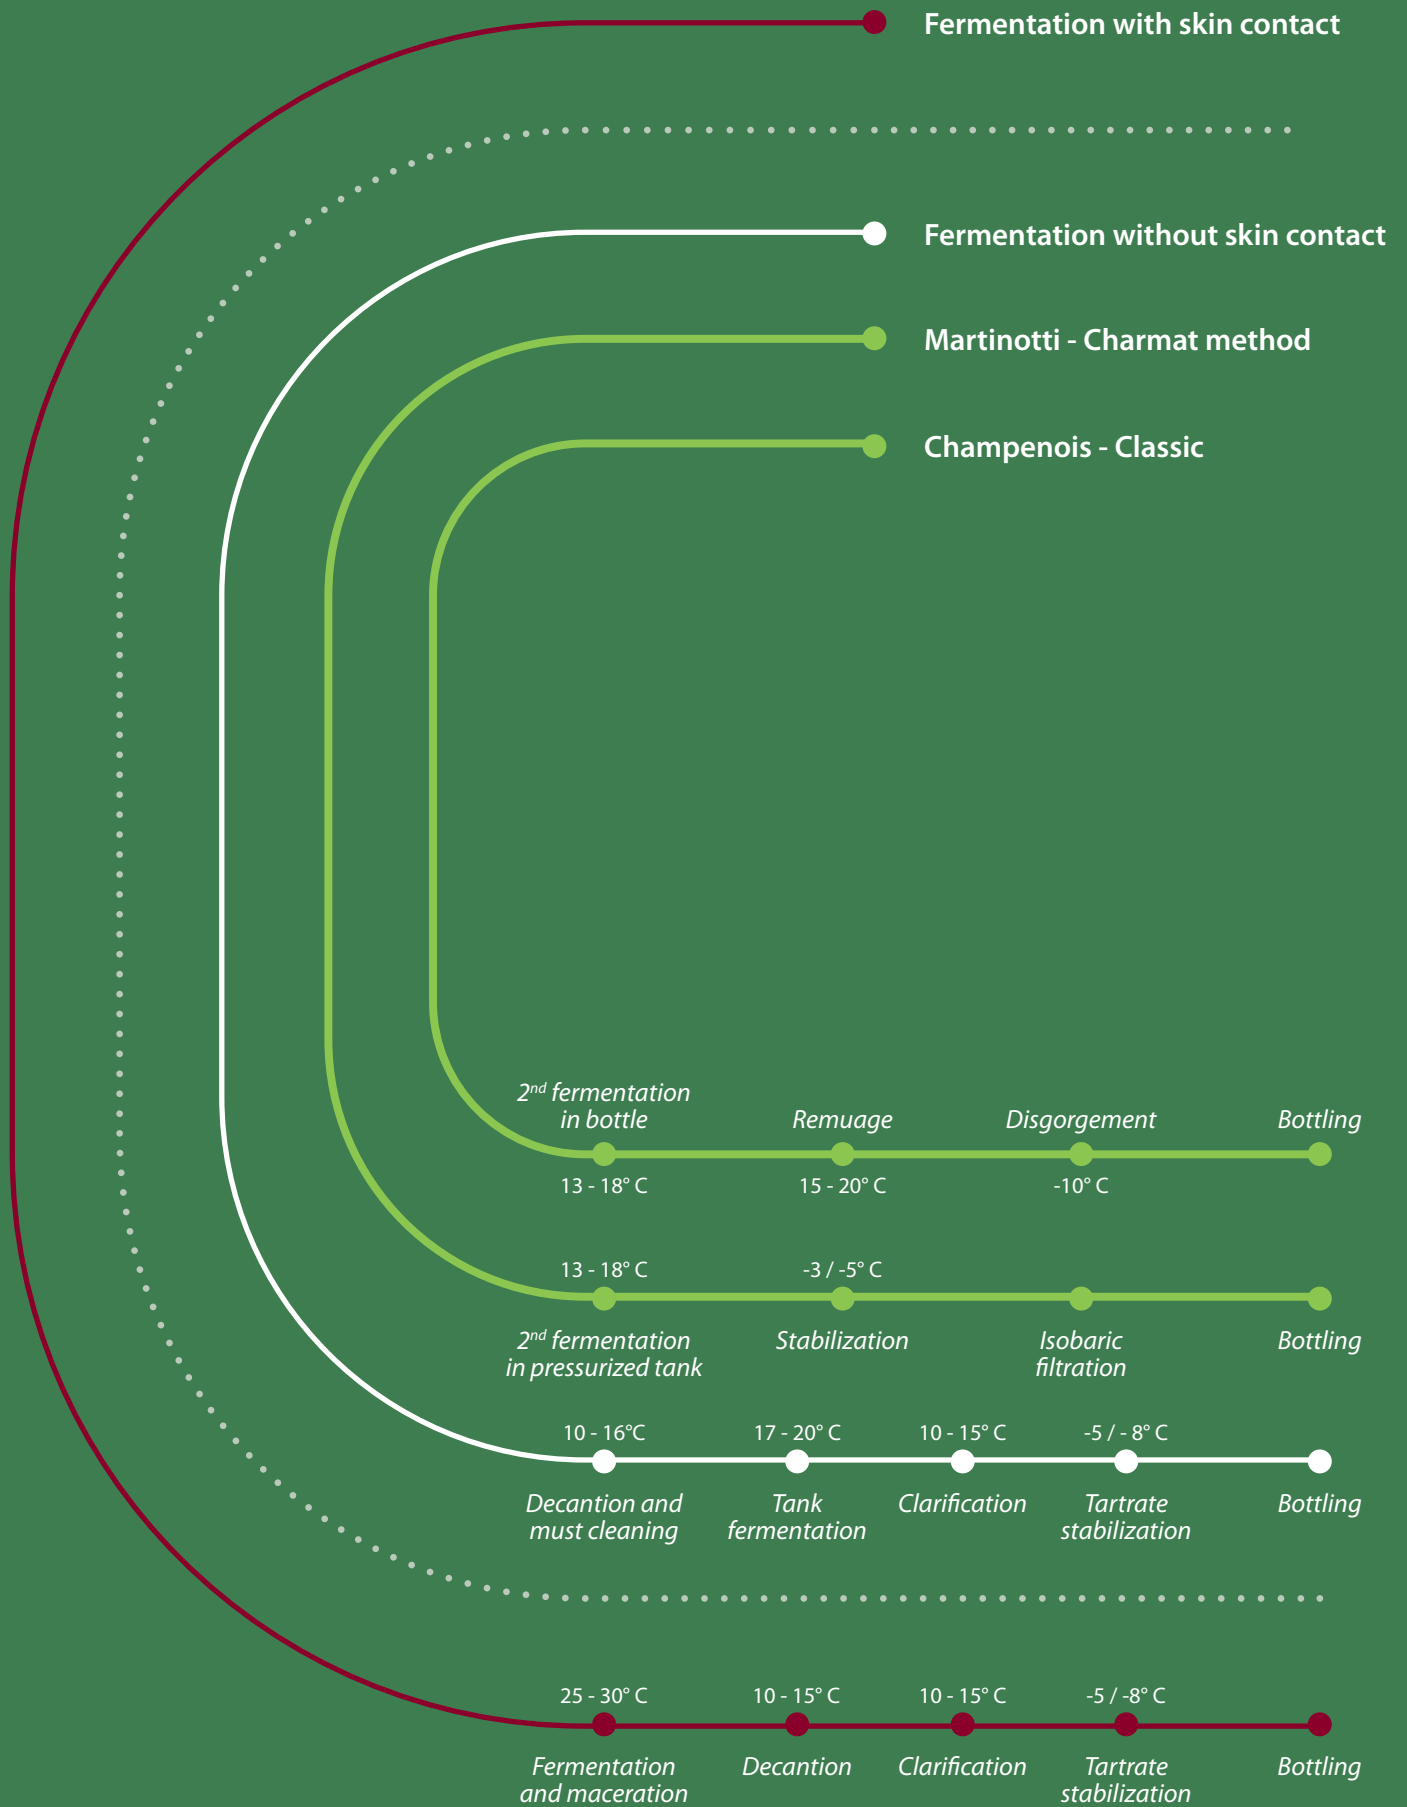 Fermentation with skin contact
Fermentation without skin contact
Martinotti - Charmat method
Champenois - Classic
2nd fermentation
in bottle
Remuage
Disgorgement
Bottling
13 - 18° C
15 - 20° C
-10° C
13 - 18° C
-3 / -5° C
2nd fermentation
in pressurized tank
Stabilization
Isobaric
filtration
Bottling
10 - 16°C
17 - 20° C
10 - 15° C
-5 / - 8° C
Decantion and
must cleaning
Tank
fermentation
Clarification
Tartrate
stabilization
Bottling
25 - 30° C
10 - 15° C
10 - 15° C
-5 / -8° C
Fermentation
and maceration
Decantion
Clarification
Tartrate
stabilization
Bottling